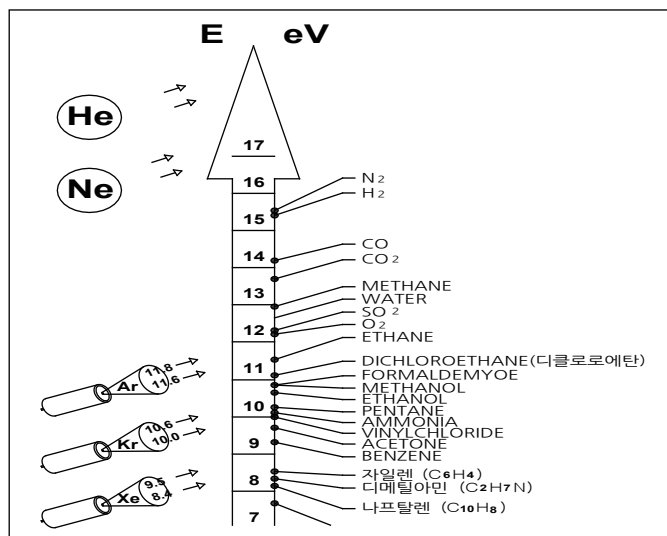 E eV
He
Ne
17
16
15
14
13
12
11
10
9
8
7
N2
H2
CO
CO2
METHANE
WATER
SO2
O2
ETHANE
DICHLOROETHANE(디클로로에탄)
FORMALDEMYOE
METHANOL
ETHANOL
PENTANE
AMMONIA
VINYLCHLORIDE
ACETONE
BENZENE
자일렌 (C6H4)
디메틸아민 (C2H7N)
나프탈렌 (C10H8)
Ar
11.8
11.6
Kr
10.6
10.0
Xe
9.5
8.4